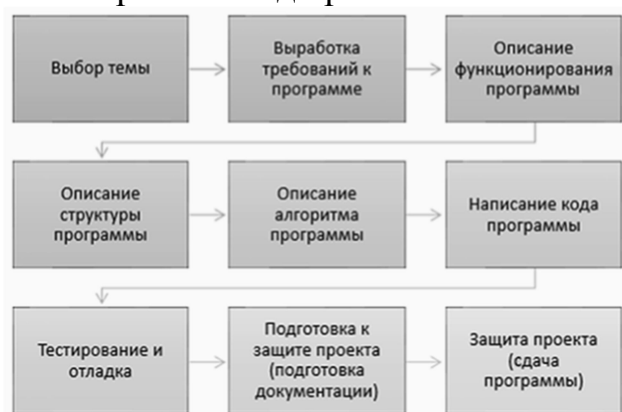 Выбор темы
Выработка
требований к
программе
Описание
функционирования
программы
Описание
структуры
программы
Описание
алгоритма
программы
Написание кода
программы
Тестирование и
отладка
Подготовка к
защите проекта
(подготовка
документации)
Защита проекта
(сдача
программы)